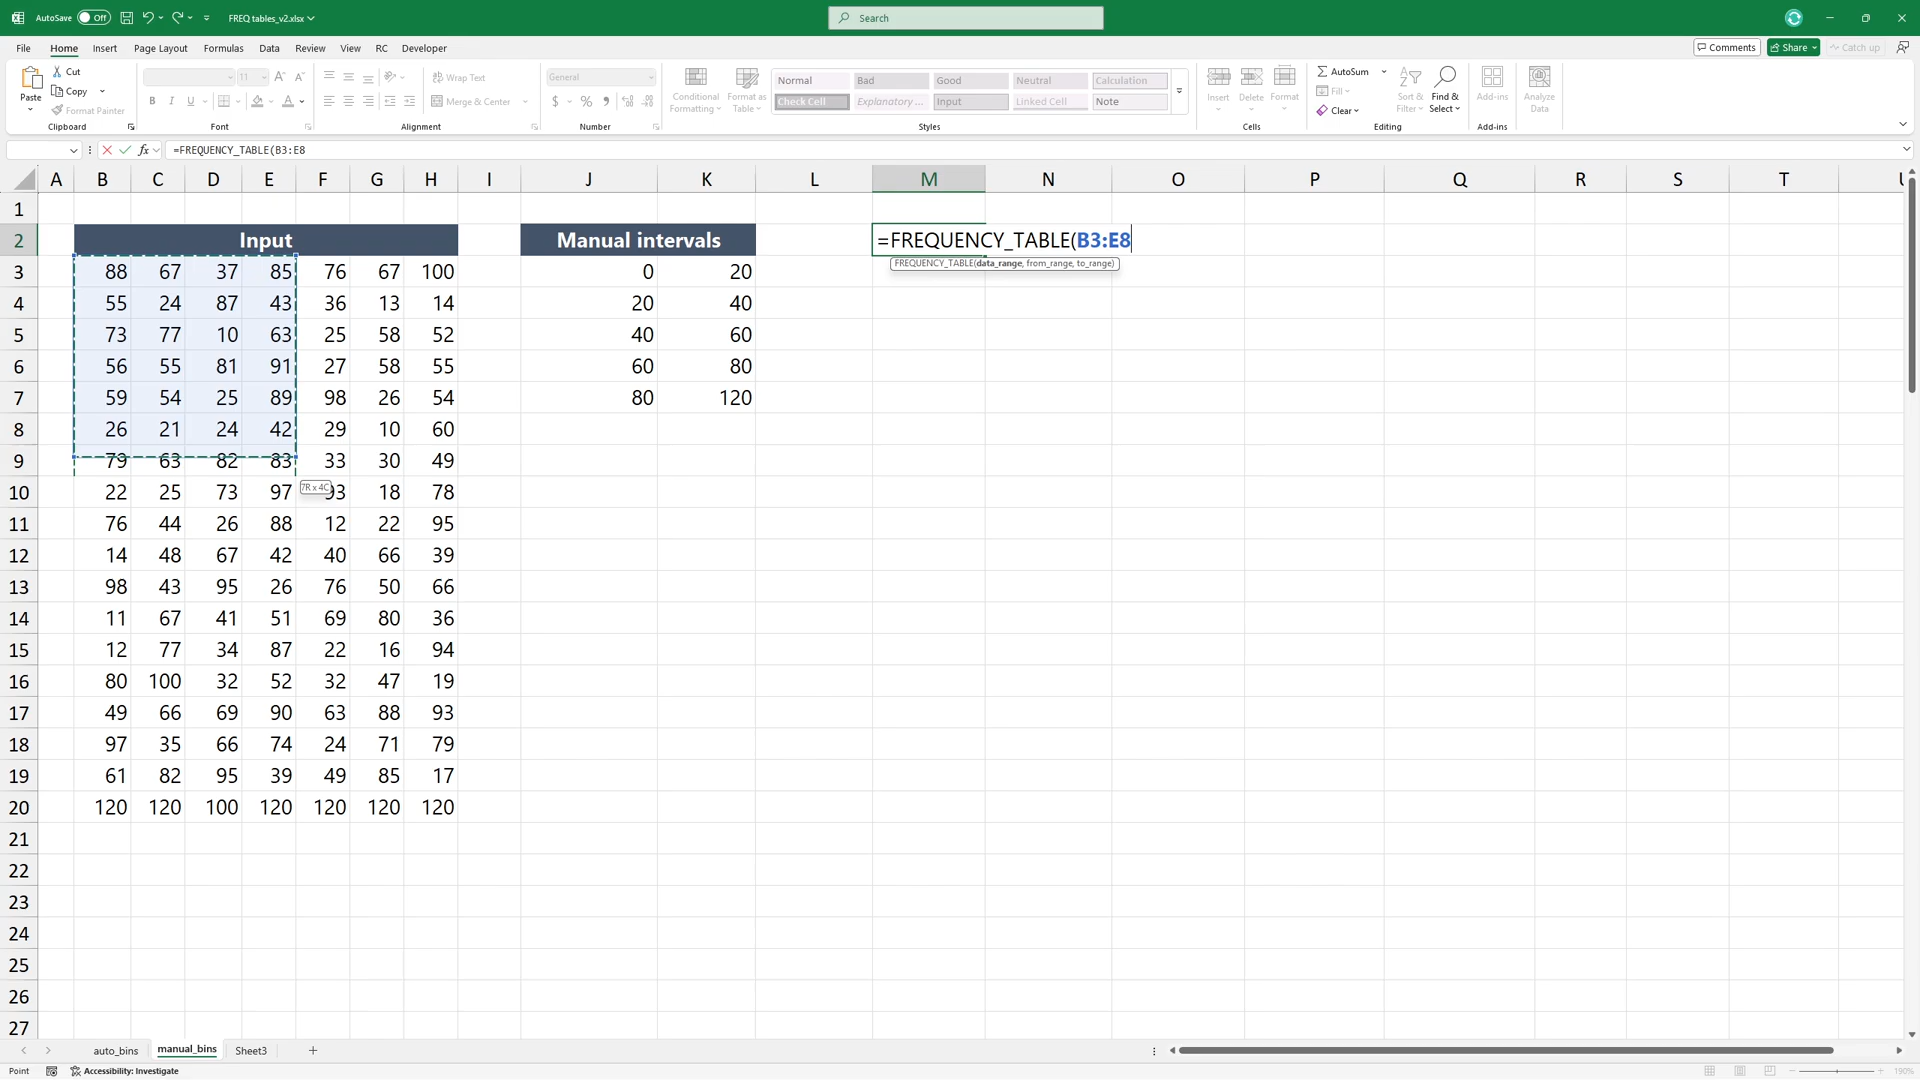 AutoSave Off FREQ tables_v2.xlsx Search
File Home Insert Page Layout Formulas Data Review View RC Developer Comments Share Catch up
Paste Cut Copy Format Painter Clipboard
11 B I U A Font
Wrap Text Merge & Center Alignment
General $ % Number
Conditional Formatting Format as Table
Normal Bad Good Neutral Calculation
Check Cell Explanatory ... Input Linked Cell Note
Styles
Insert Delete Format Cells
AutoSum Fill Clear Sort & Filter Find & Select Editing
Add-ins Add-ins
Analyze Data
fx =FREQUENCY_TABLE(B3:E8
A B C D E F G H I J K L M N O P Q R S T
1
2 Input Manual intervals =FREQUENCY_TABLE(B3:E8
FREQUENCY_TABLE(data_range, from_range, to_range)
3 88 67 37 85 76 67 100 0 20
4 55 24 87 43 36 13 14 20 40
5 73 77 10 63 25 58 52 40 60
6 56 55 81 91 27 58 55 60 80
7 59 54 25 89 98 26 54 80 120
8 26 21 24 42 29 10 60
9 79 63 82 83 33 30 49
10 22 25 73 97 7R x 4C 93 18 78
11 76 44 26 88 12 22 95
12 14 48 67 42 40 66 39
13 98 43 95 26 76 50 66
14 11 67 41 51 69 80 36
15 12 77 34 87 22 16 94
16 80 100 32 52 32 47 19
17 49 66 69 90 63 88 93
18 97 35 66 74 24 71 79
19 61 82 95 39 49 85 17
20 120 120 100 120 120 120 120
21
22
23
24
25
26
27
auto_bins manual_bins Sheet3
Point Accessibility: Investigate 190%